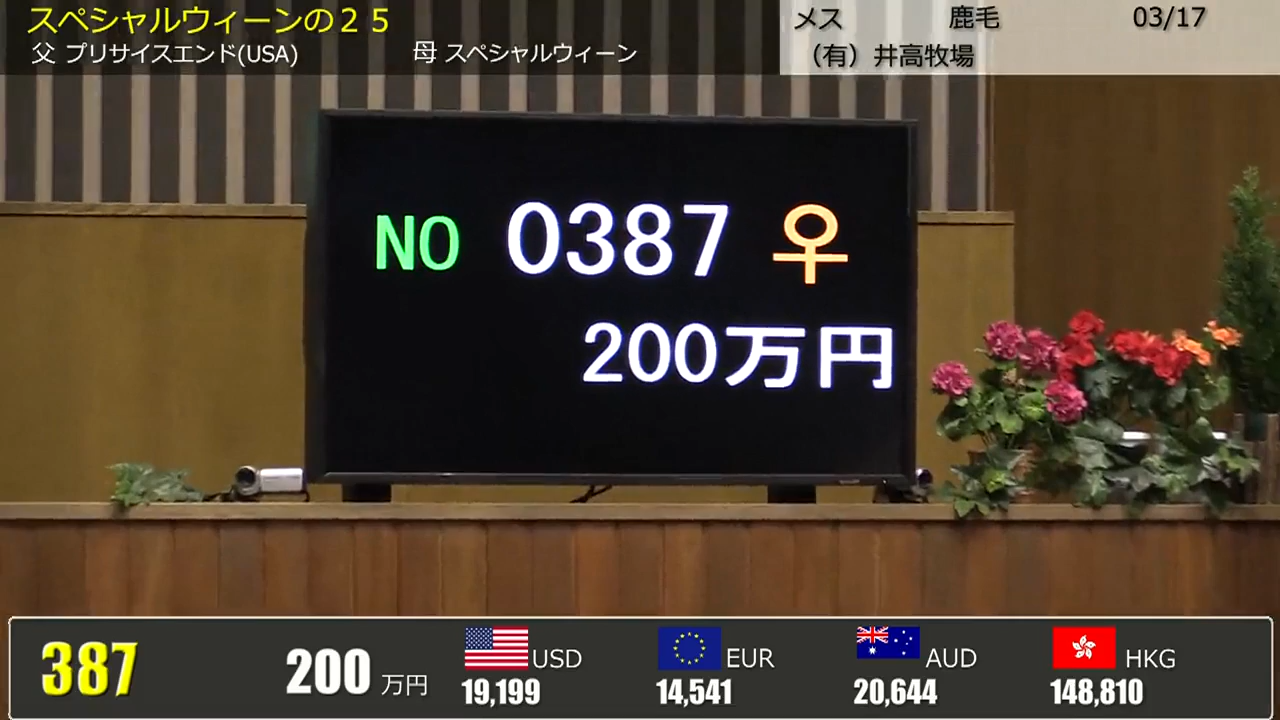 スペシャルウィーンの２５
父 プリサイスエンド(USA) 母 スペシャルウィーン
メス 鹿毛 03/17
（有）井高牧場
NO 0387 ♀
200万円
387 200 万円
USD 19,199
EUR 14,541
AUD 20,644
HKG 148,810